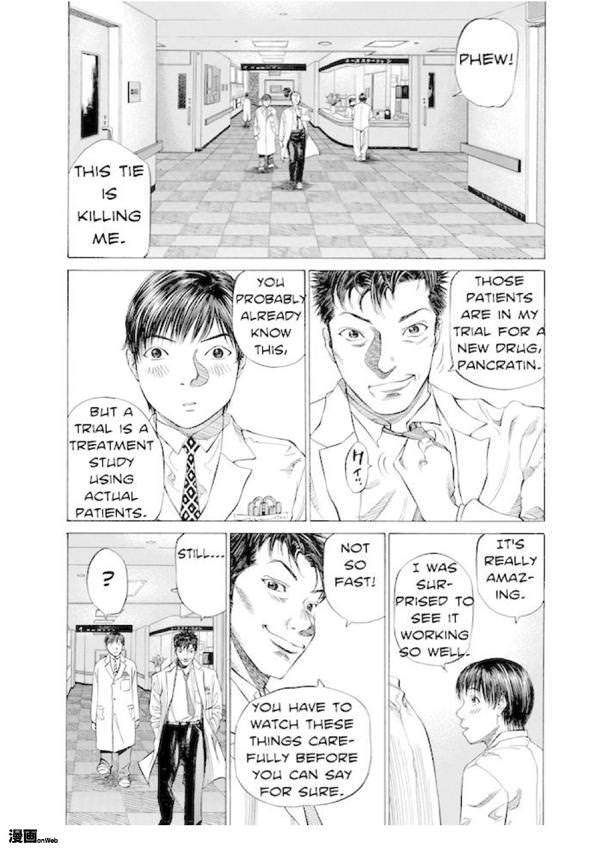 PHEW!
THIS TIE
IS
KILLING
ME.
THOSE
PATIENTS
ARE IN MY
TRIAL FOR A
NEW DRUG,
PANCRATIN.
YOU
PROBABLY
ALREADY
KNOW
THIS,
BUT A
TRIAL IS A
TREATMENT
STUDY
USING
ACTUAL
PATIENTS.
IT'S
REALLY
AMAZ-
ING.
I WAS
SUR-
PRISED TO
SEE IT
WORKING
SO WELL.
NOT
SO
FAST!
YOU HAVE TO
WATCH THESE
THINGS CARE-
FULLY BEFORE
YOU CAN SAY
FOR SURE.
STILL...
?
漫画 on Web